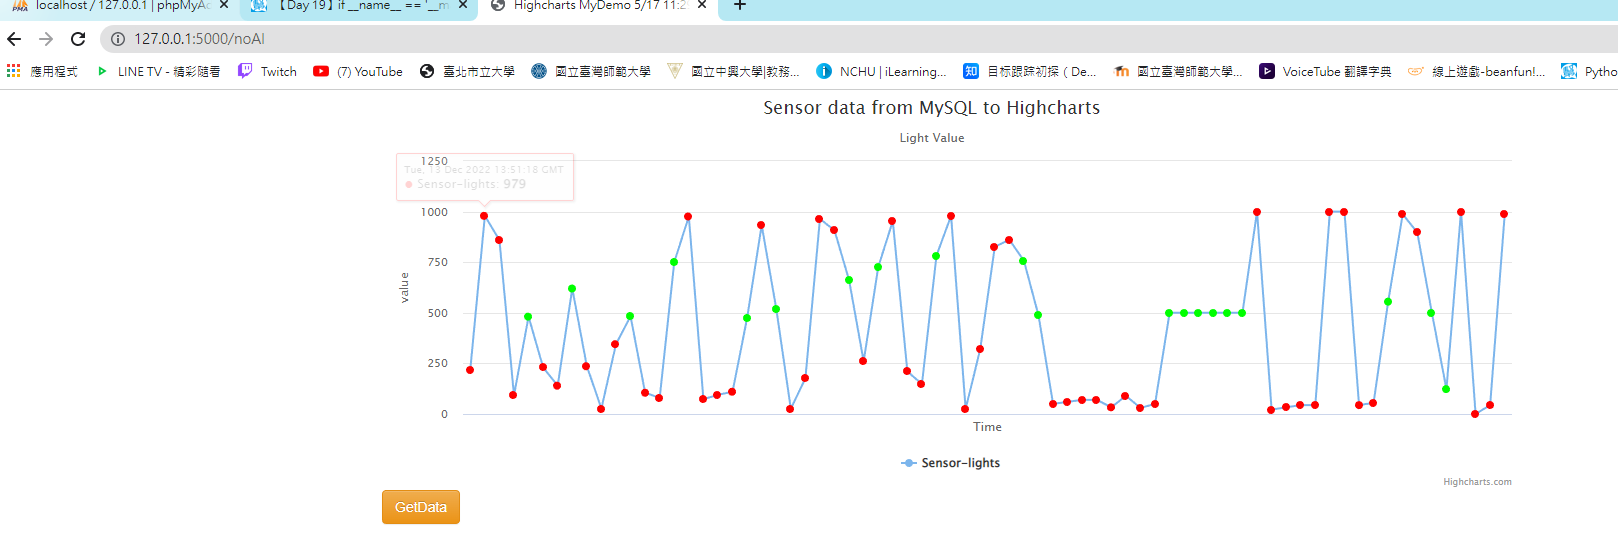 localhost / 127.0.0.1 | phpMyAc
【Day 19】if __name__ == '__m
Highcharts MyDemo 5/17 11:2
127.0.0.1:5000/noAI
應用程式 LINE TV - 精彩隨看 Twitch (7) YouTube 臺北市立大學 國立臺灣師範大學 國立中興大學|教務... NCHU | iLearning... 目标跟踪初探（De... 國立臺灣師範大學... VoiceTube 翻譯字典 線上遊戲-beanfun!... Pytho
Sensor data from MySQL to Highcharts
Light Value
1250
Tue, 13 Dec 2022 13:51:18 GMT
Sensor-lights: 979
1000
750
value
500
250
0
Time
Sensor-lights
Highcharts.com
GetData